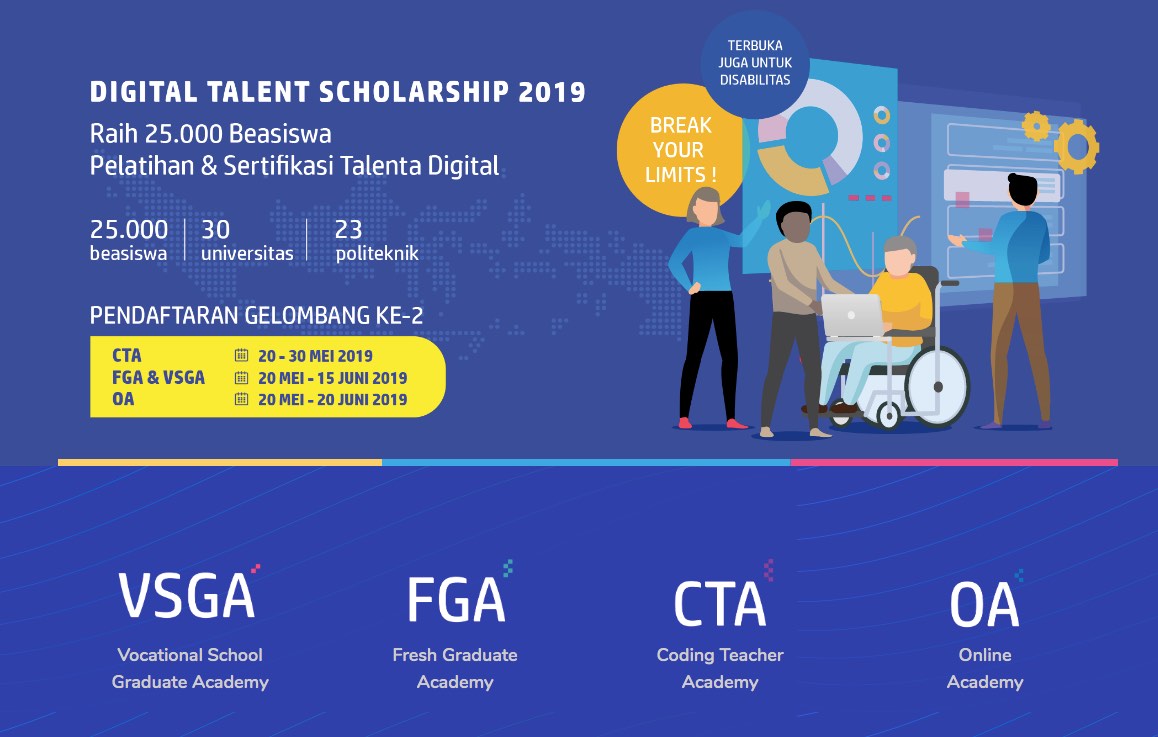 DIGITAL TALENT SCHOLARSHIP 2019
Raih 25.000 Beasiswa
Pelatihan & Sertifikasi Talenta Digital
25.000 30 23
beasiswa universitas politeknik
PENDAFTARAN GELOMBANG KE-2
CTA 20 - 30 MEI 2019
FGA & VSGA 20 MEI - 15 JUNI 2019
OA 20 MEI - 20 JUNI 2019
TERBUKA
JUGA UNTUK
DISABILITAS
BREAK
YOUR
LIMITS !
VSGA
Vocational School
Graduate Academy
FGA
Fresh Graduate
Academy
CTA
Coding Teacher
Academy
OA
Online
Academy